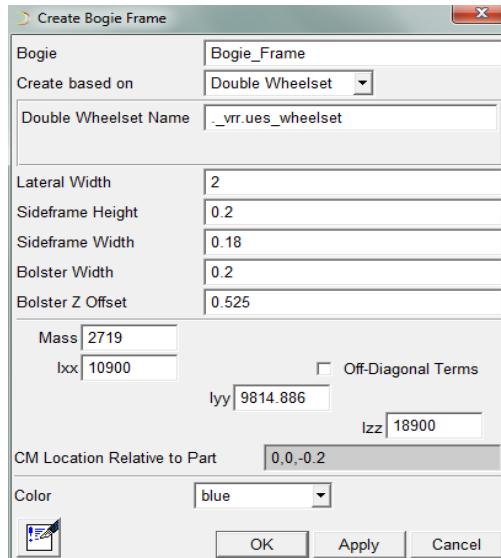 Create Bogie Frame
Bogie Bogie_Frame
Create based on Double Wheelset
Double Wheelset Name ._vrr.ues_wheelset
Lateral Width 2
Sideframe Height 0.2
Sideframe Width 0.18
Bolster Width 0.2
Bolster Z Offset 0.525
Mass 2719
Ixx 10900 Off-Diagonal Terms
Iyy 9814.886
Izz 18900
CM Location Relative to Part 0,0,-0.2
Color blue
OK Apply Cancel